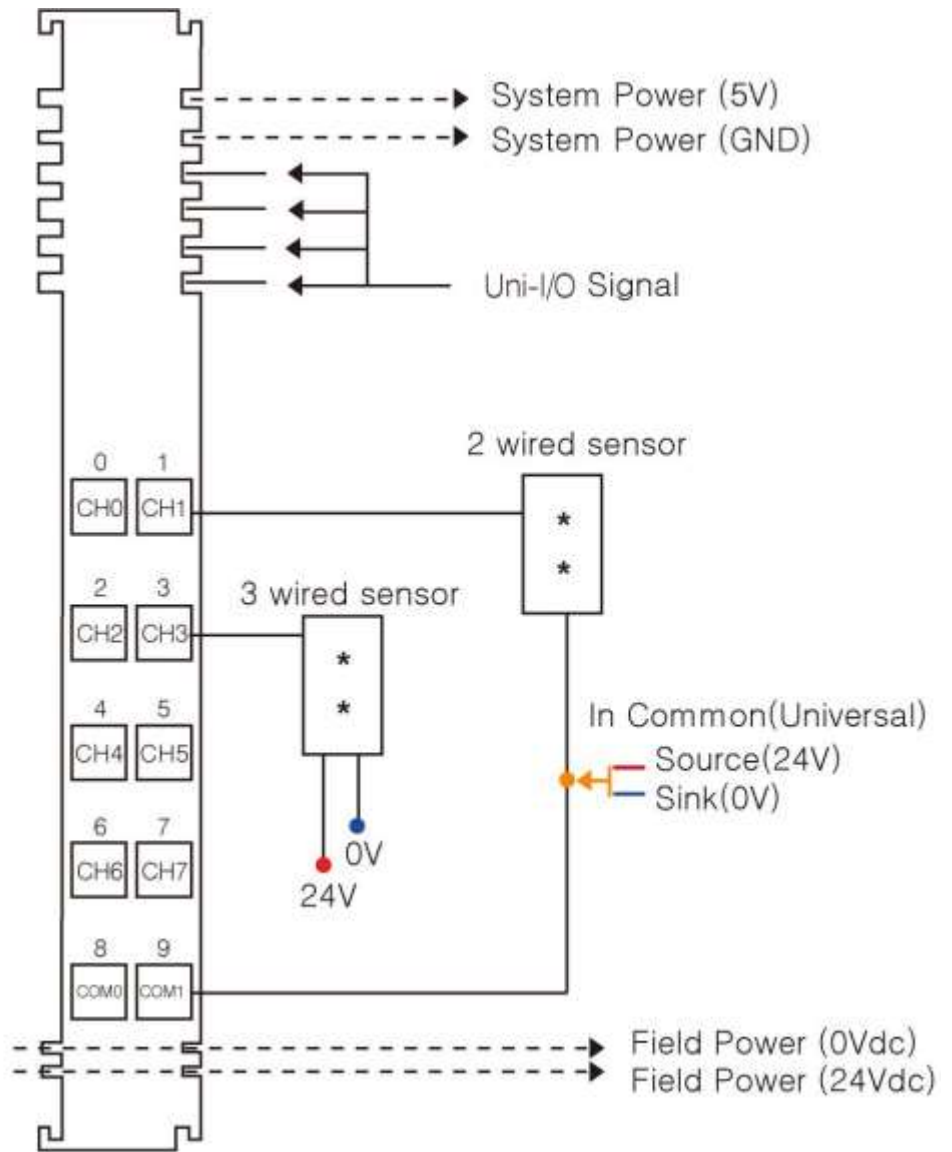 System Power (5V)
System Power (GND)
Uni-I/O Signal
2 wired sensor
0 1
CH0 CH1
*
*
2 3
3 wired sensor
CH2 CH3
*
*
4 5
In Common(Universal)
CH4 CH5
Source(24V)
Sink(0V)
6 7
0V
CH6 CH7
24V
8 9
COM0 COM1
Field Power (0Vdc)
Field Power (24Vdc)